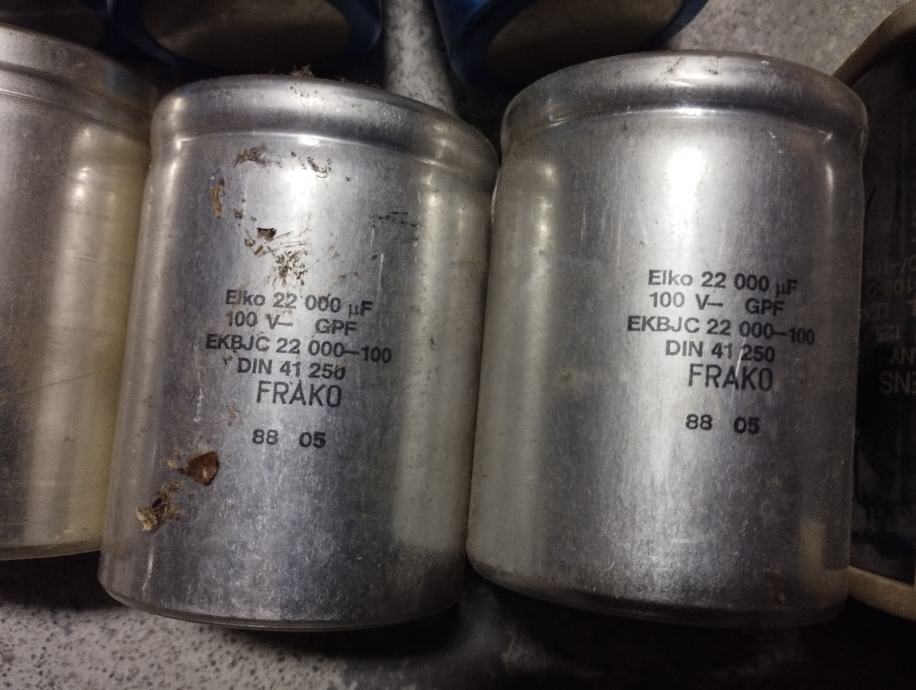 Elko 22 000 µF
100 V– GPF
EKBJC 22 000–100
DIN 41 250
FRAKO
88 05
Elko 22 000 µF
100 V– GPF
EKBJC 22 000–100
DIN 41 250
FRAKO
88 05